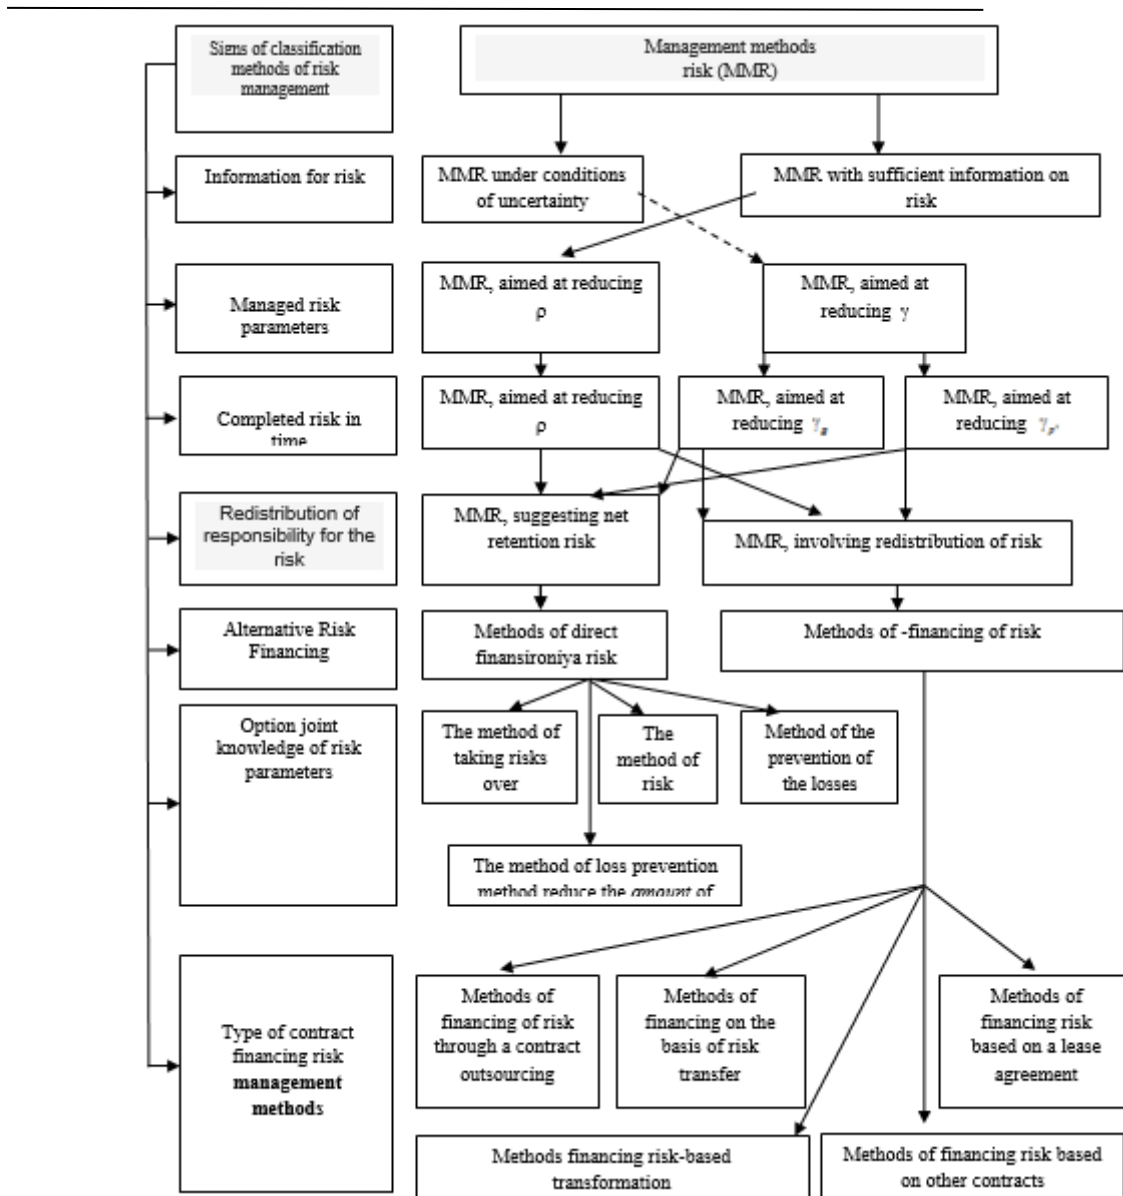 Signs of classification
methods of risk
management
Management methods
risk (MMR)
Information for risk
MMR under conditions
of uncertainty
MMR with sufficient information on
risk
Managed risk
parameters
MMR, aimed at reducing
ρ
MMR, aimed at
reducing γ
Completed risk in
time
MMR, aimed at reducing
ρ
MMR, aimed at
reducing γ
MMR, aimed at
reducing γ
Redistribution of
responsibility for the
risk
MMR, suggesting net
retention risk
MMR, involving redistribution of risk
Alternative Risk
Financing
Methods of direct
finansironiya risk
Methods of -financing of risk
Option joint
knowledge of risk
parameters
The method of
taking risks
over
The
method of
risk
Method of the
prevention of
the losses
The method of loss prevention
method reduce the amount of
Type of contract
financing risk
management
methods
Methods of
financing of risk
through a contract
outsourcing
Methods of
financing on the
basis of risk
transfer
Methods of
financing risk
based on a lease
agreement
Methods financing risk-based
transformation
Methods of financing risk based
on other contracts